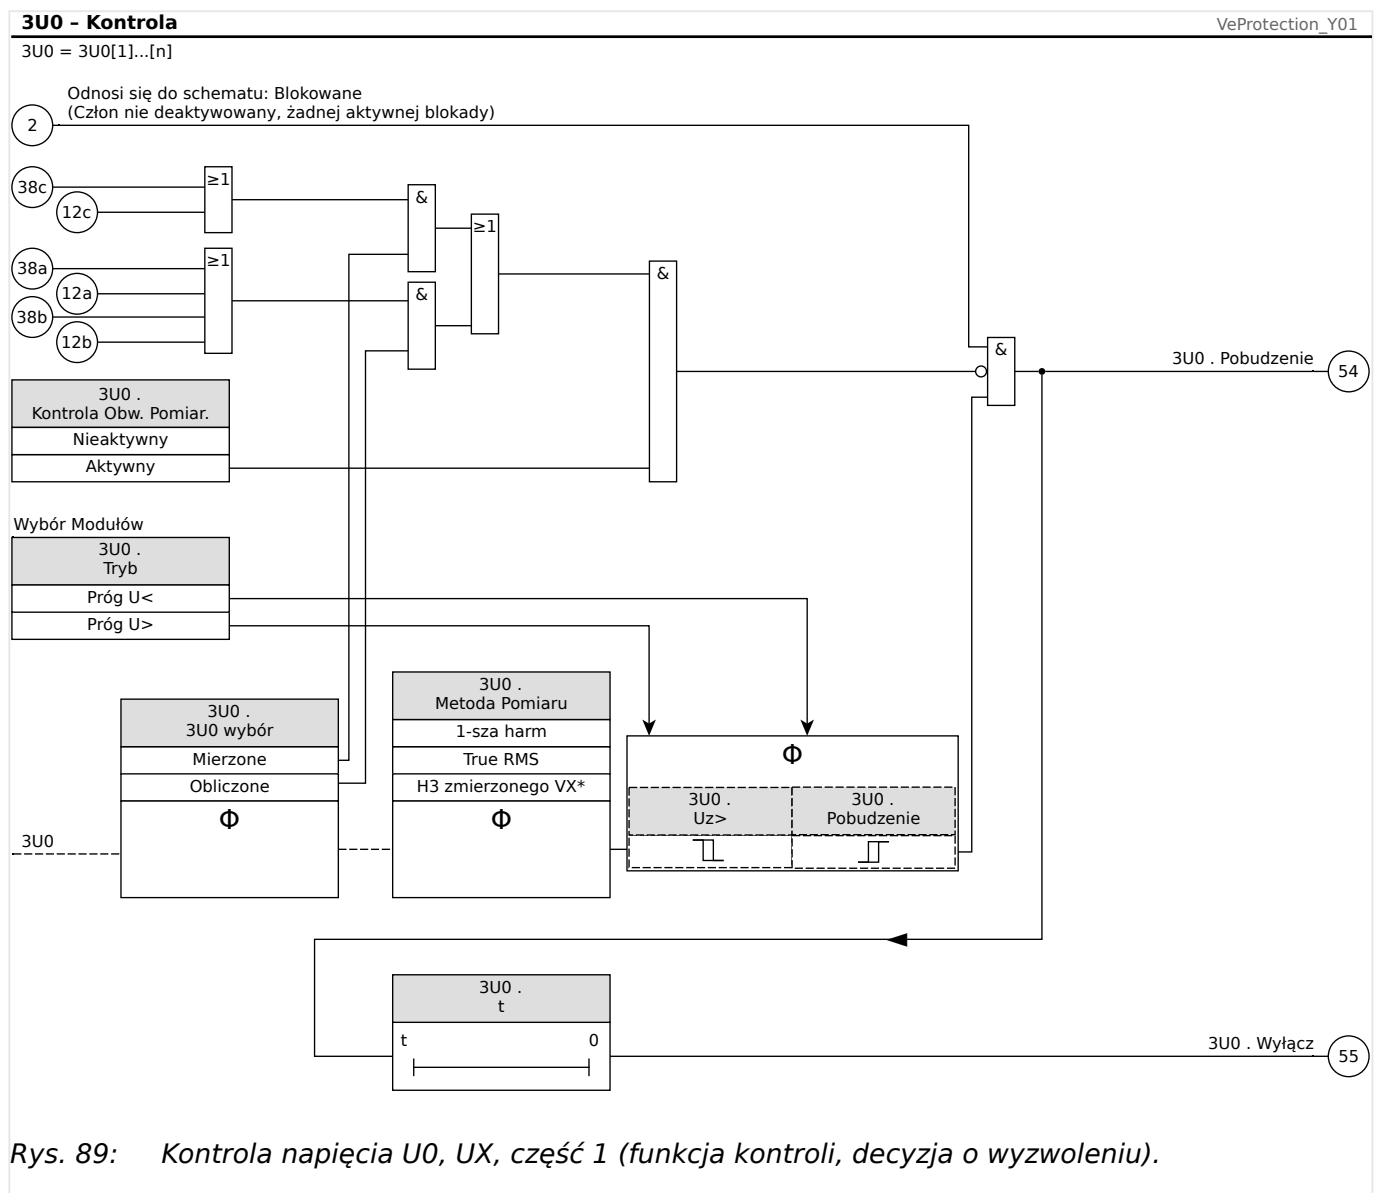 3U0 – Kontrola
VeProtection_Y01
3U0 = 3U0[1]...[n]
Odnosi się do schematu: Blokowane
(Człon nie deaktywowany, żadnej aktywnej blokady)
2
38c
12c
≥1
&
≥1
38a
12a
38b
12b
≥1
&
&
&
3U0 . Pobudzenie
54
3U0 .
Kontrola Obw. Pomiar.
Nieaktywny
Aktywny
Wybór Modułów
3U0 .
Tryb
Próg U<
Próg U>
3U0 .
3U0 wybór
Mierzone
Obliczone
Φ
3U0
3U0 .
Metoda Pomiaru
1-sza harm
True RMS
H3 zmierzonego VX*
Φ
Φ
3U0 .
Uz>
3U0 .
Pobudzenie
3U0 .
t
t 0
3U0 . Wyłącz
55
Rys. 89: Kontrola napięcia U0, UX, część 1 (funkcja kontroli, decyzja o wyzwoleniu).